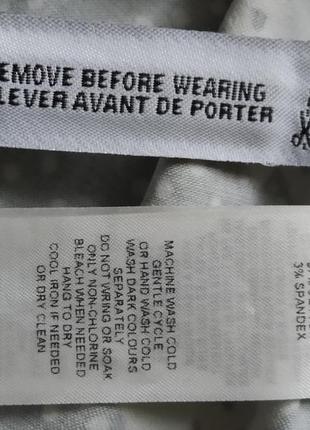 EMOVE BEFORE WEARING
LEVER AVANT DE PORTER
MACHINE WASH COLD
GENTLE CYCLE
OR HAND WASH COLD
WASH DARK COLOURS
SEPARATELY
DO NOT WRING OR SOAK
ONLY NON-CHLORINE
BLEACH WHEN NEEDED
HANG TO DRY
COOL IRON IF NEEDED
OR DRY CLEAN
3% SPANDEX